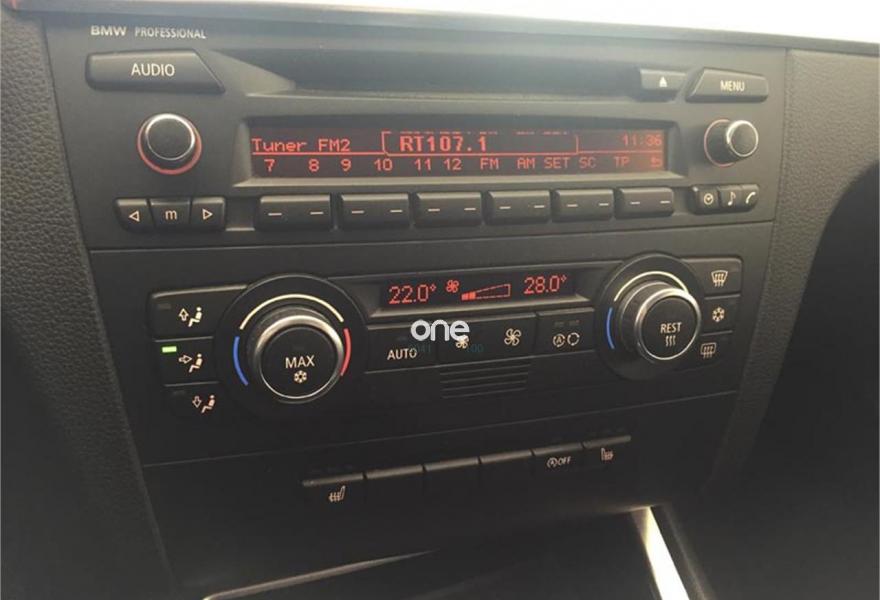 BMW PROFESSIONAL
AUDIO
MENU
Tuner FM2 RT107.1 11:36
7 8 9 10 11 12 FM AM SET SC TP
m
22.0° 28.0°
one
MAX
AUTO
REST
OFF